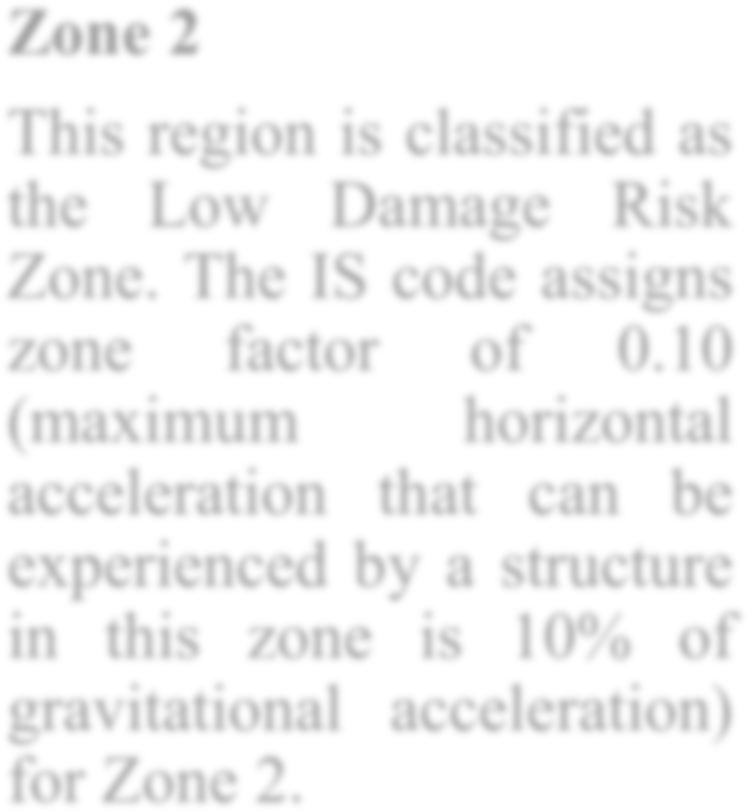 Zone 2
This region is classified as
the Low Damage Risk
Zone. The IS code assigns
zone factor of 0.10
(maximum horizontal
acceleration that can be
experienced by a structure
in this zone is 10% of
gravitational acceleration)
for Zone 2.